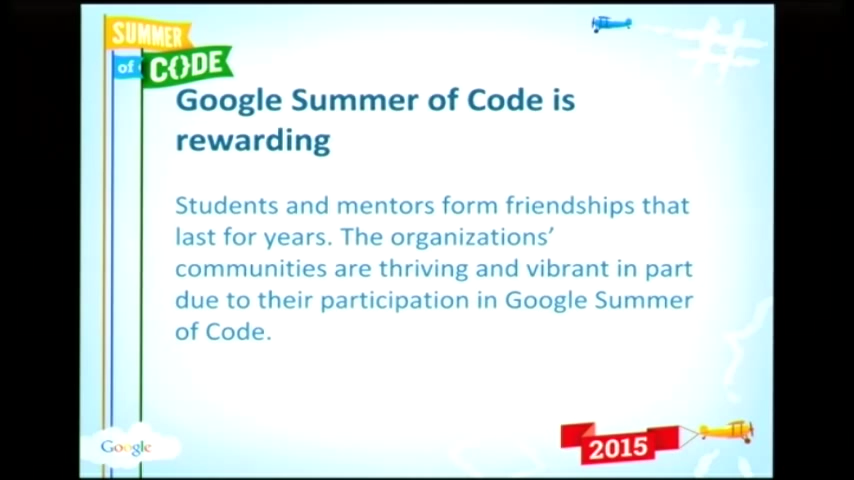 SUMMER
of CODE
Google Summer of Code is
rewarding
Students and mentors form friendships that
last for years. The organizations’
communities are thriving and vibrant in part
due to their participation in Google Summer
of Code.
Google
2015